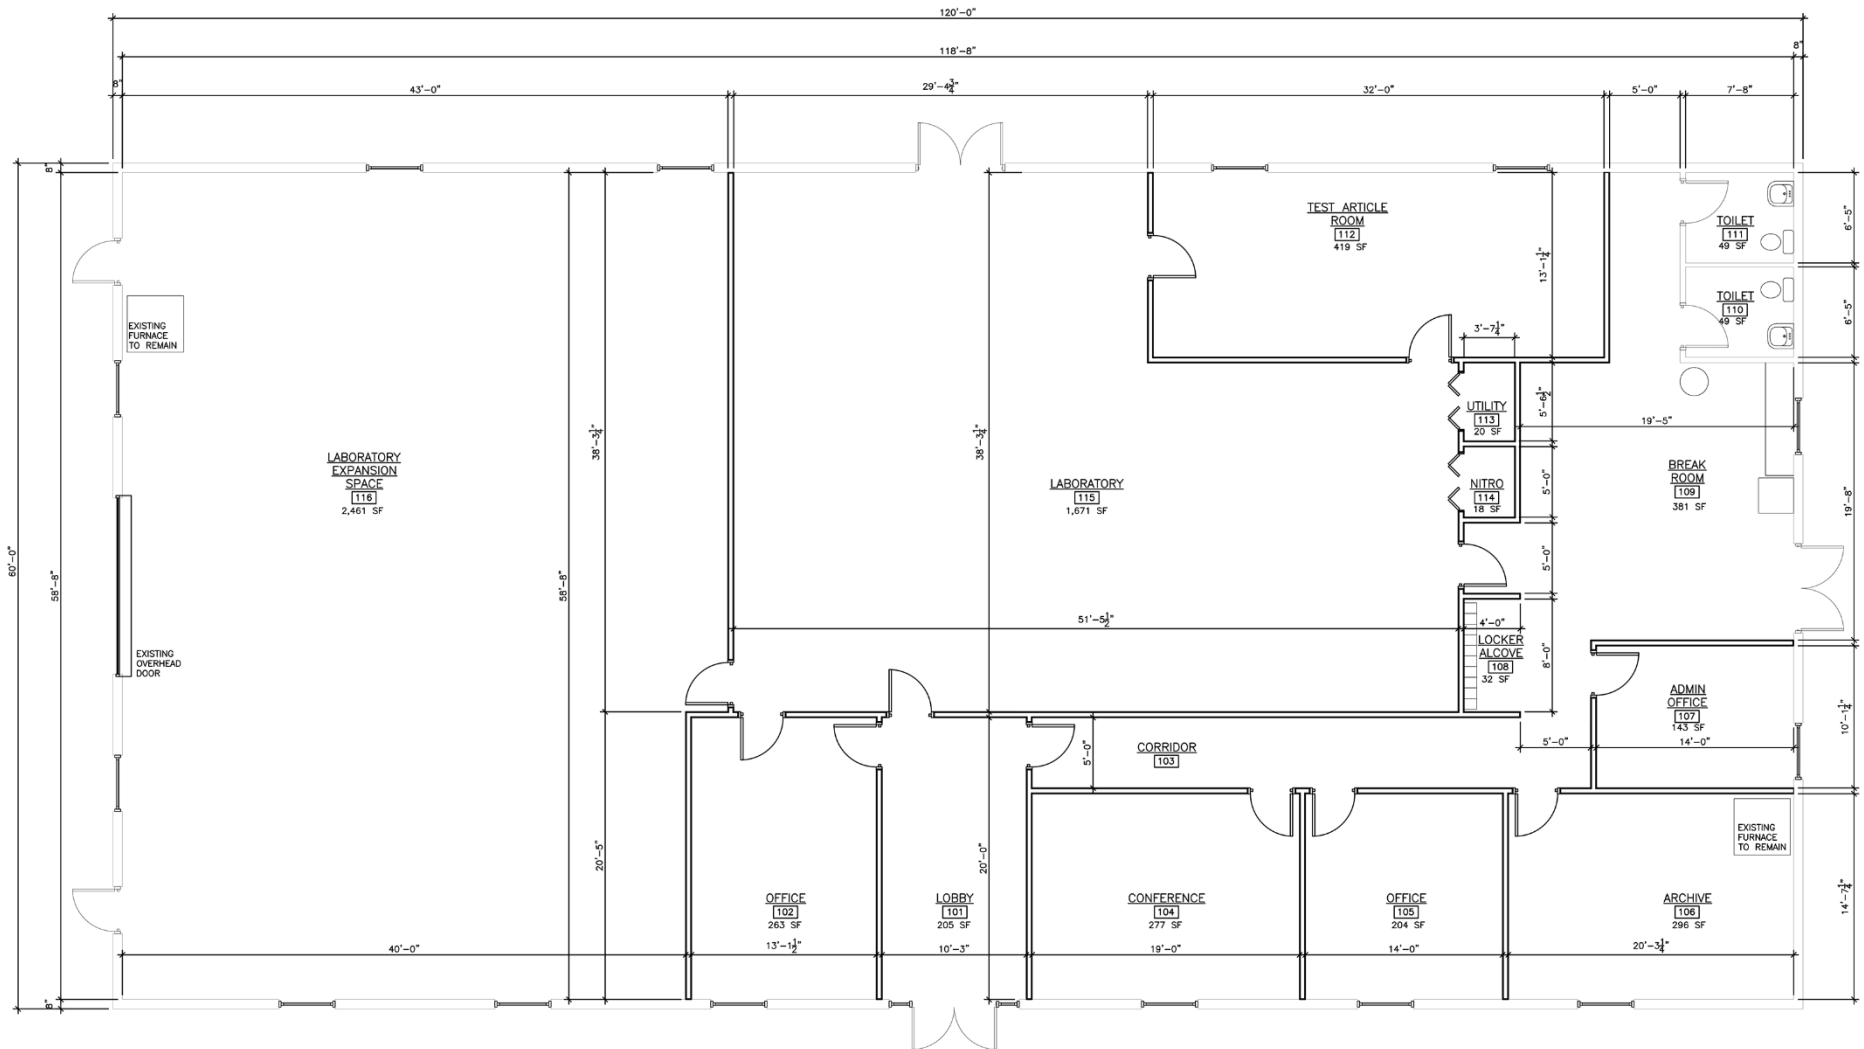 120'-0"
118'-8"
8"
8"
43'-0"
29'-4 3/4"
32'-0"
5'-0"
7'-8"
8"
TEST ARTICLE
ROOM
112
419 SF
TOILET
111
49 SF
6'-5"
13'-1 1/4"
TOILET
110
49 SF
6'-5"
EXISTING
FURNACE
TO REMAIN
3'-7 1/4"
UTILITY
113
20 SF
5'-6 1/2"
19'-5"
38'-3 1/4"
38'-3 1/4"
LABORATORY
EXPANSION
SPACE
116
2,461 SF
LABORATORY
115
1,671 SF
NITRO
114
18 SF
5'-0"
BREAK
ROOM
109
381 SF
19'-8"
60'-0"
58'-8"
58'-8"
5'-0"
51'-5 1/2"
4'-0"
EXISTING
OVERHEAD
DOOR
LOCKER
ALCOVE
108
32 SF
8'-0"
ADMIN
OFFICE
107
143 SF
10'-1 1/4"
CORRIDOR
103
5'-0"
5'-0"
14'-0"
EXISTING
FURNACE
TO REMAIN
20'-5"
20'-0"
OFFICE
102
263 SF
LOBBY
101
205 SF
CONFERENCE
104
277 SF
OFFICE
105
204 SF
ARCHIVE
106
296 SF
14'-7 1/4"
40'-0"
13'-1 1/2"
10'-3"
19'-0"
14'-0"
20'-3 1/4"
8"